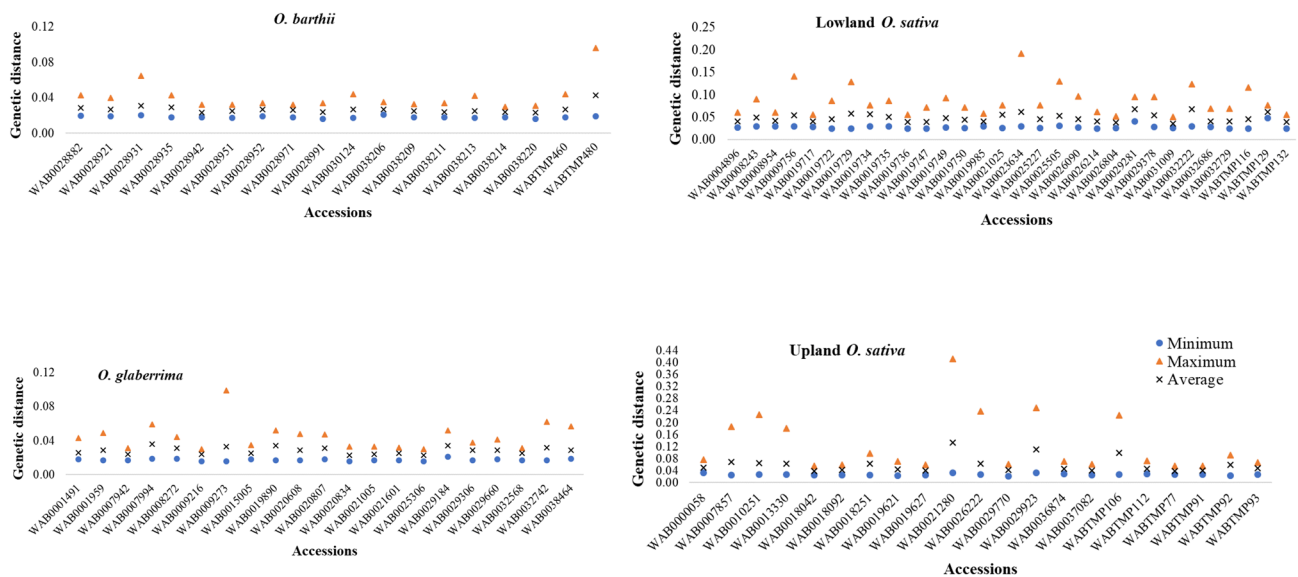 O. barthii
Genetic distance
0.12
0.08
0.04
0.00
WAB0028882
WAB0028921
WAB0028931
WAB0028935
WAB0028942
WAB0028951
WAB0028952
WAB0028971
WAB0028991
WAB0030124
WAB0038206
WAB0038209
WAB0038211
WAB0038213
WAB0038214
WAB0038220
WABTMP460
WABTMP480
Accessions
Lowland O. sativa
Genetic distance
0.25
0.20
0.15
0.10
0.05
0.00
WAB0004896
WAB0008243
WAB0008954
WAB0009756
WAB0019717
WAB0019722
WAB0019729
WAB0019734
WAB0019735
WAB0019736
WAB0019747
WAB0019749
WAB0019750
WAB0019985
WAB0021025
WAB0023634
WAB0025227
WAB0025505
WAB0026090
WAB0026214
WAB0026804
WAB0029281
WAB0029378
WAB0031009
WAB0032222
WAB0032686
WAB0032729
WABTMP116
WABTMP129
WABTMP132
Accessions
O. glaberrima
Genetic distance
0.12
0.08
0.04
0.00
WAB0001491
WAB0001959
WAB0007942
WAB0007994
WAB0008272
WAB0009216
WAB0009273
WAB0015005
WAB0019890
WAB0020608
WAB0020807
WAB0020834
WAB0021005
WAB0021601
WAB0025306
WAB0029184
WAB0029306
WAB0029660
WAB0032568
WAB0032742
WAB0038464
Accessions
Upland O. sativa
Minimum
Maximum
Average
Genetic distance
0.44
0.40
0.36
0.32
0.28
0.24
0.20
0.16
0.12
0.08
0.04
0.00
WAB0000058
WAB0007857
WAB0010251
WAB0013330
WAB0018042
WAB0018092
WAB0018251
WAB0019621
WAB0019627
WAB0021280
WAB0026222
WAB0029770
WAB0029923
WAB0036874
WAB0037082
WABTMP106
WABTMP112
WABTMP77
WABTMP91
WABTMP92
WABTMP93
Accessions